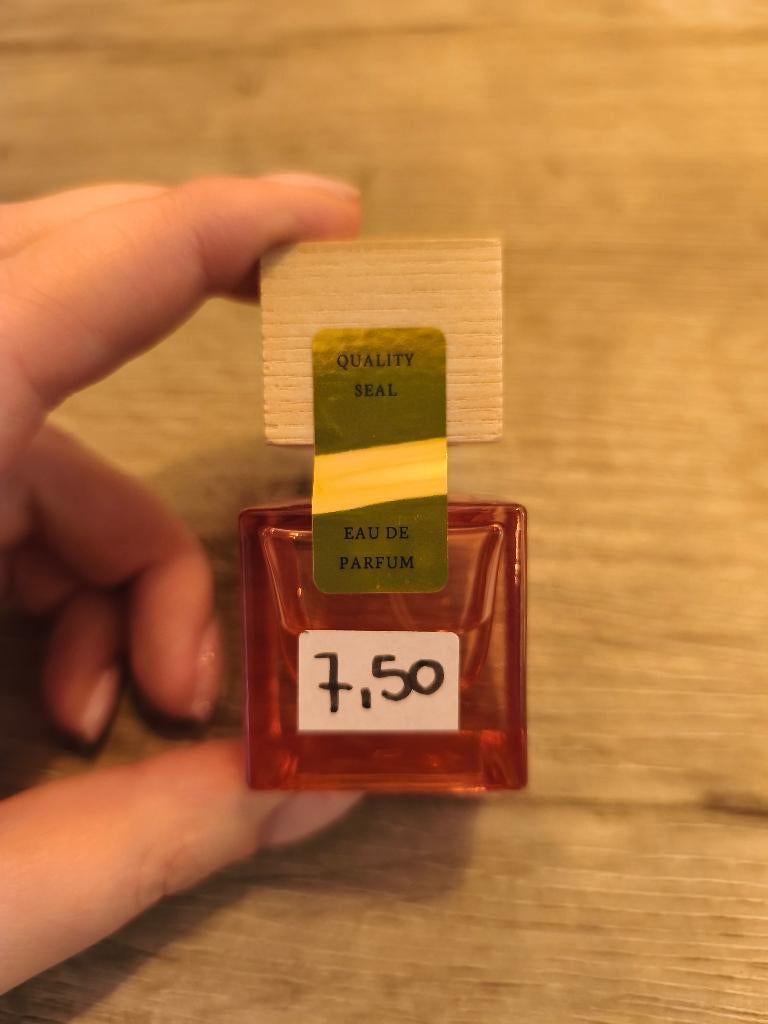 QUALITY
SEAL
EAU DE
PARFUM
7,50